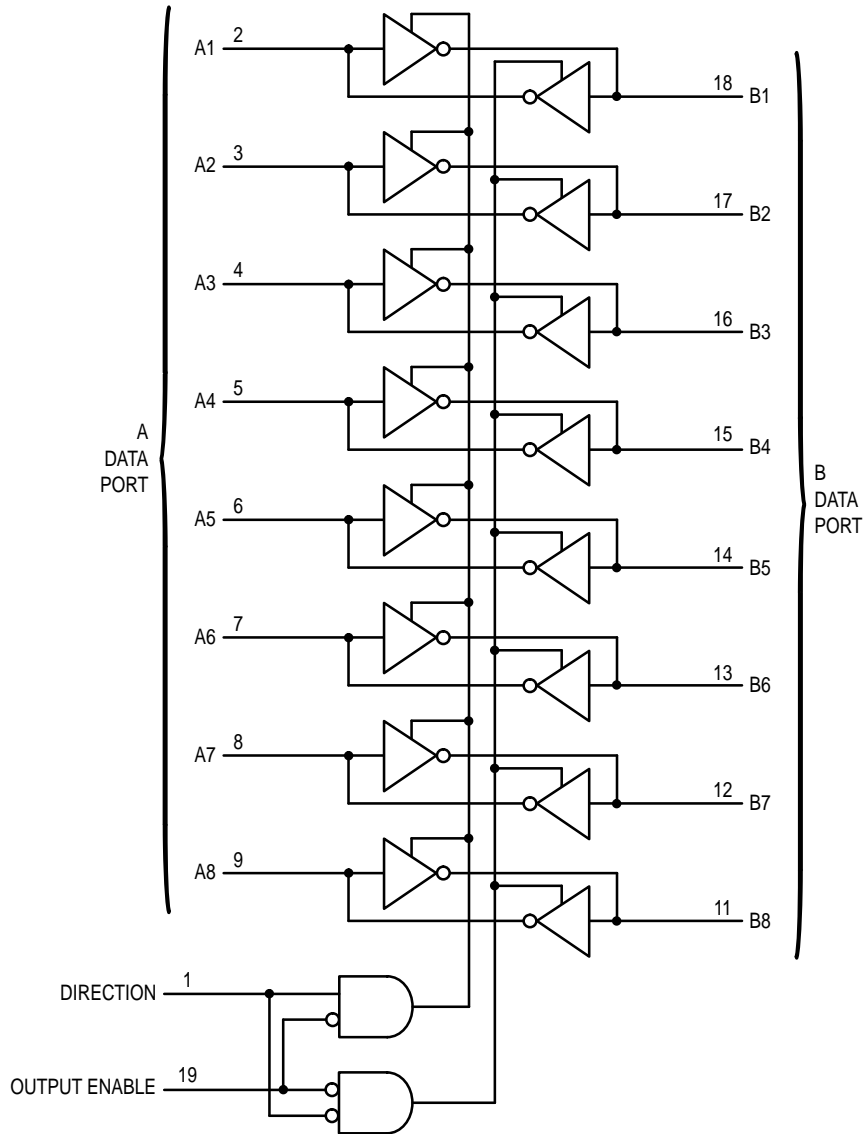 A1 2
18 B1
A2 3
17 B2
A3 4
16 B3
A4 5
15 B4
A
DATA
PORT
B
DATA
PORT
A5 6
14 B5
A6 7
13 B6
A7 8
12 B7
A8 9
11 B8
DIRECTION 1
OUTPUT ENABLE 19